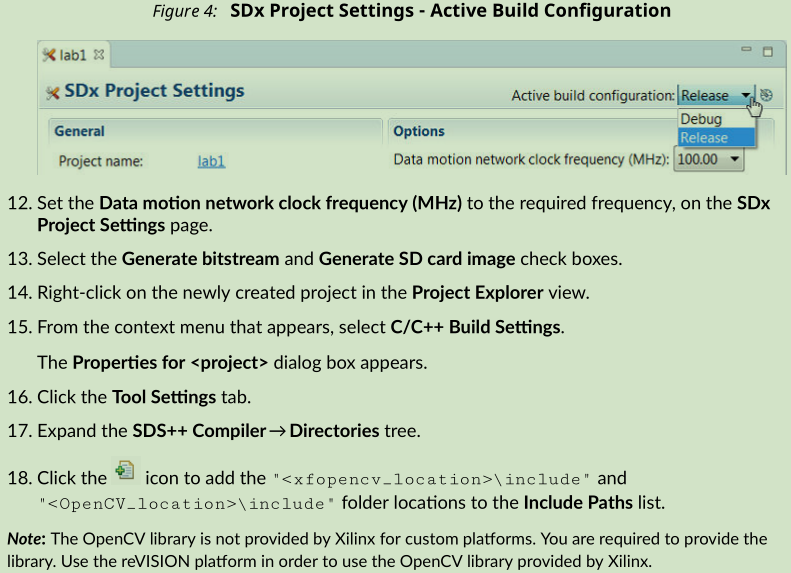 Figure 4: SDx Project Settings - Active Build Configuration
lab1
SDx Project Settings
Active build configuration: Release
Debug
Release
General
Options
Project name: lab1
Data motion network clock frequency (MHz): 100.00
12. Set the Data motion network clock frequency (MHz) to the required frequency, on the SDx
Project Settings page.
13. Select the Generate bitstream and Generate SD card image check boxes.
14. Right-click on the newly created project in the Project Explorer view.
15. From the context menu that appears, select C/C++ Build Settings.
The Properties for <project> dialog box appears.
16. Click the Tool Settings tab.
17. Expand the SDS++ Compiler→Directories tree.
18. Click the icon to add the "<xfopencv_location>\include" and
"<OpenCV_location>\include" folder locations to the Include Paths list.
Note: The OpenCV library is not provided by Xilinx for custom platforms. You are required to provide the
library. Use the reVISION platform in order to use the OpenCV library provided by Xilinx.